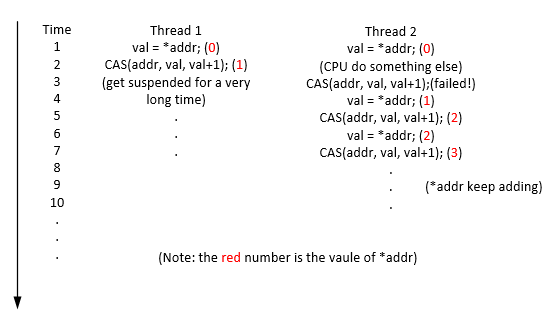 Time Thread 1 Thread 2
1 val = *addr; (0) val = *addr; (0)
2 CAS(addr, val, val+1); (1) (CPU do something else)
3 (get suspended for a very CAS(addr, val, val+1);(failed!)
4 long time) val = *addr; (1)
5 . CAS(addr, val, val+1); (2)
6 . val = *addr; (2)
7 . CAS(addr, val, val+1); (3)
8 .
9 . (*addr keep adding)
10 .
.
.
. (Note: the red number is the vaule of *addr)